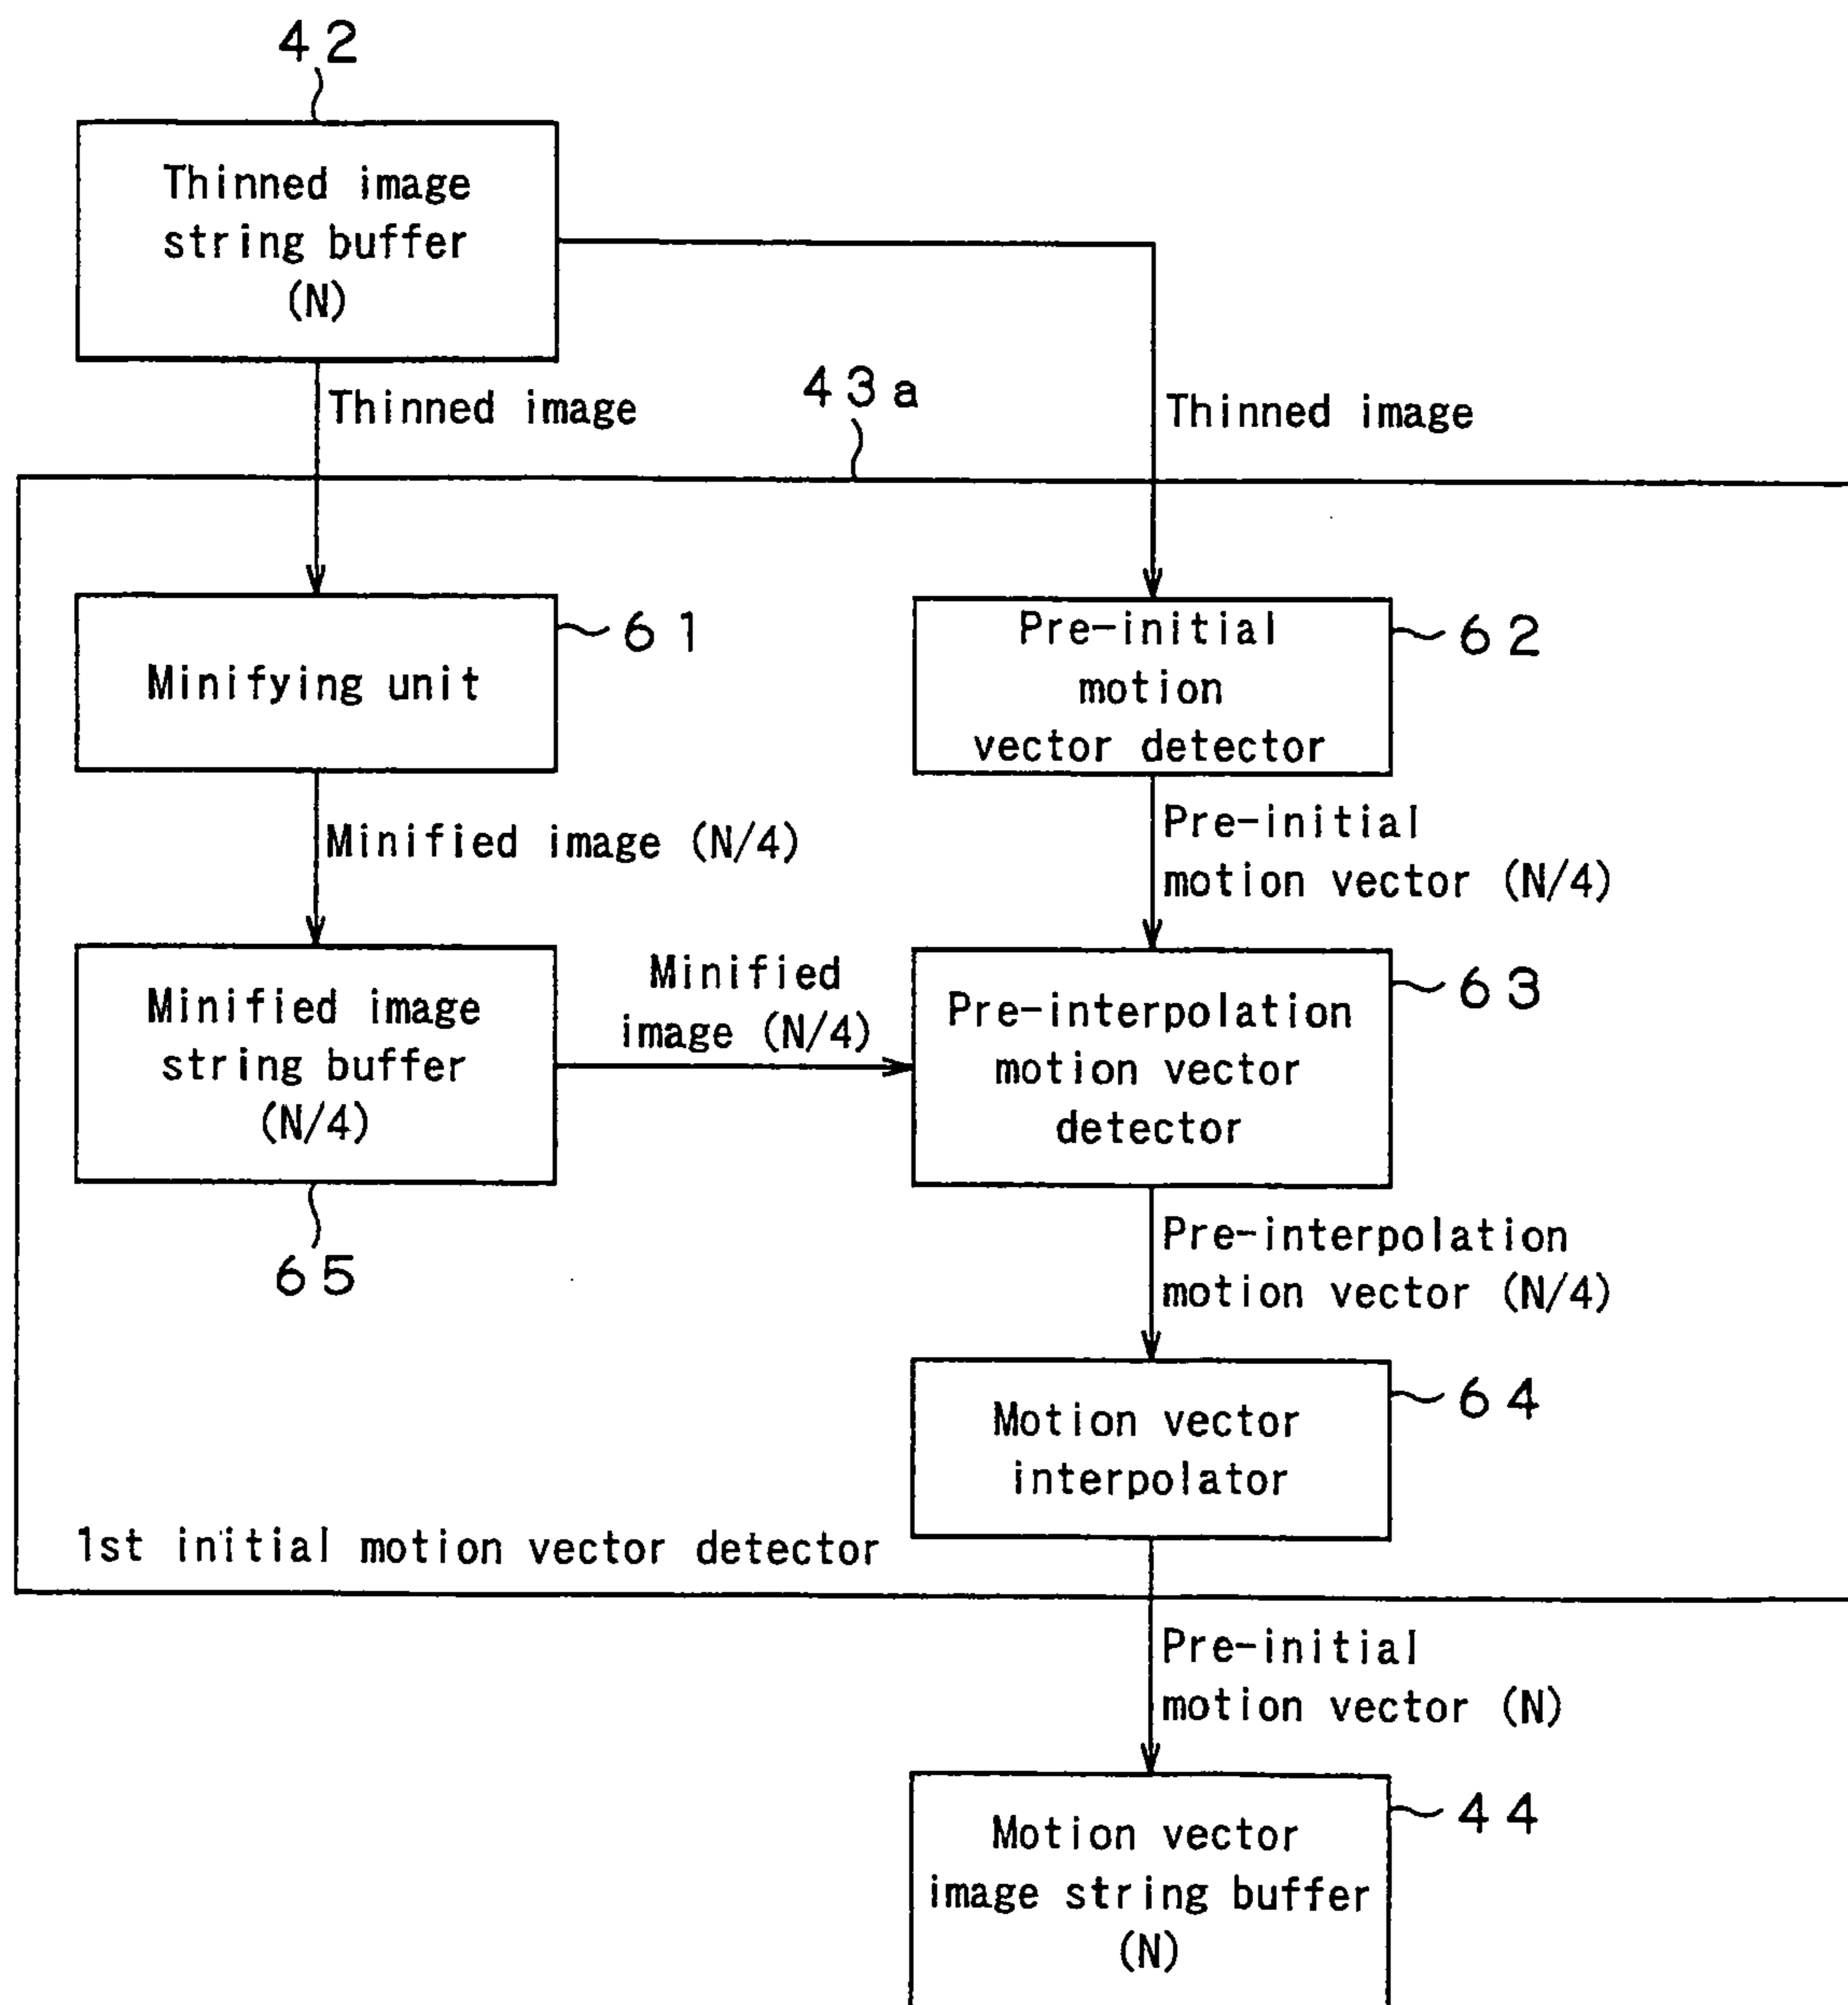 42
Thinned image
string buffer
(N)
Thinned image
43a
Thinned image
Minifying unit
61
Pre-initial
motion
vector detector
62
Minified image (N/4)
Pre-initial
motion vector (N/4)
Minified image
string buffer
(N/4)
65
Minified
image (N/4)
Pre-interpolation
motion vector
detector
63
Pre-interpolation
motion vector (N/4)
Motion vector
interpolator
64
1st initial motion vector detector
Pre-initial
motion vector (N)
Motion vector
image string buffer
(N)
44